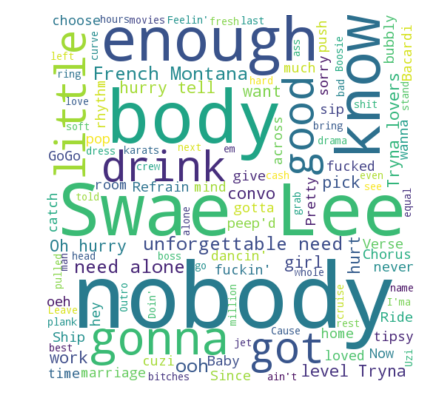 choose hours movies Feelin' fresh last
enough
curve ass push bubbly
ring French Montana much sorry Bacardi
left little hurry tell want Tryna lovers bad Boosie
love rhythm good know
GoGo pop body hard across sip Wanna stand shit
soft drink em bring drama
dress karats next give fucked even
catch crew cash pick see
room Refrain mind convo Pretty
told Swae Lee grab equal
alone gotta peep'd
Oh hurry unforgettable need Verse
man head need alone dancin' girl hurt Chorus
pulled boss fuckin' never
oeh hey nobody name
Leave Outro Doin' go million whole cruise I'ma
plank gonna got Cause home rest Ride
Ship jet loved Now tipsy
best work cuzi ooh Baby level Tryna Uzi
time marriage bitches Since ain't